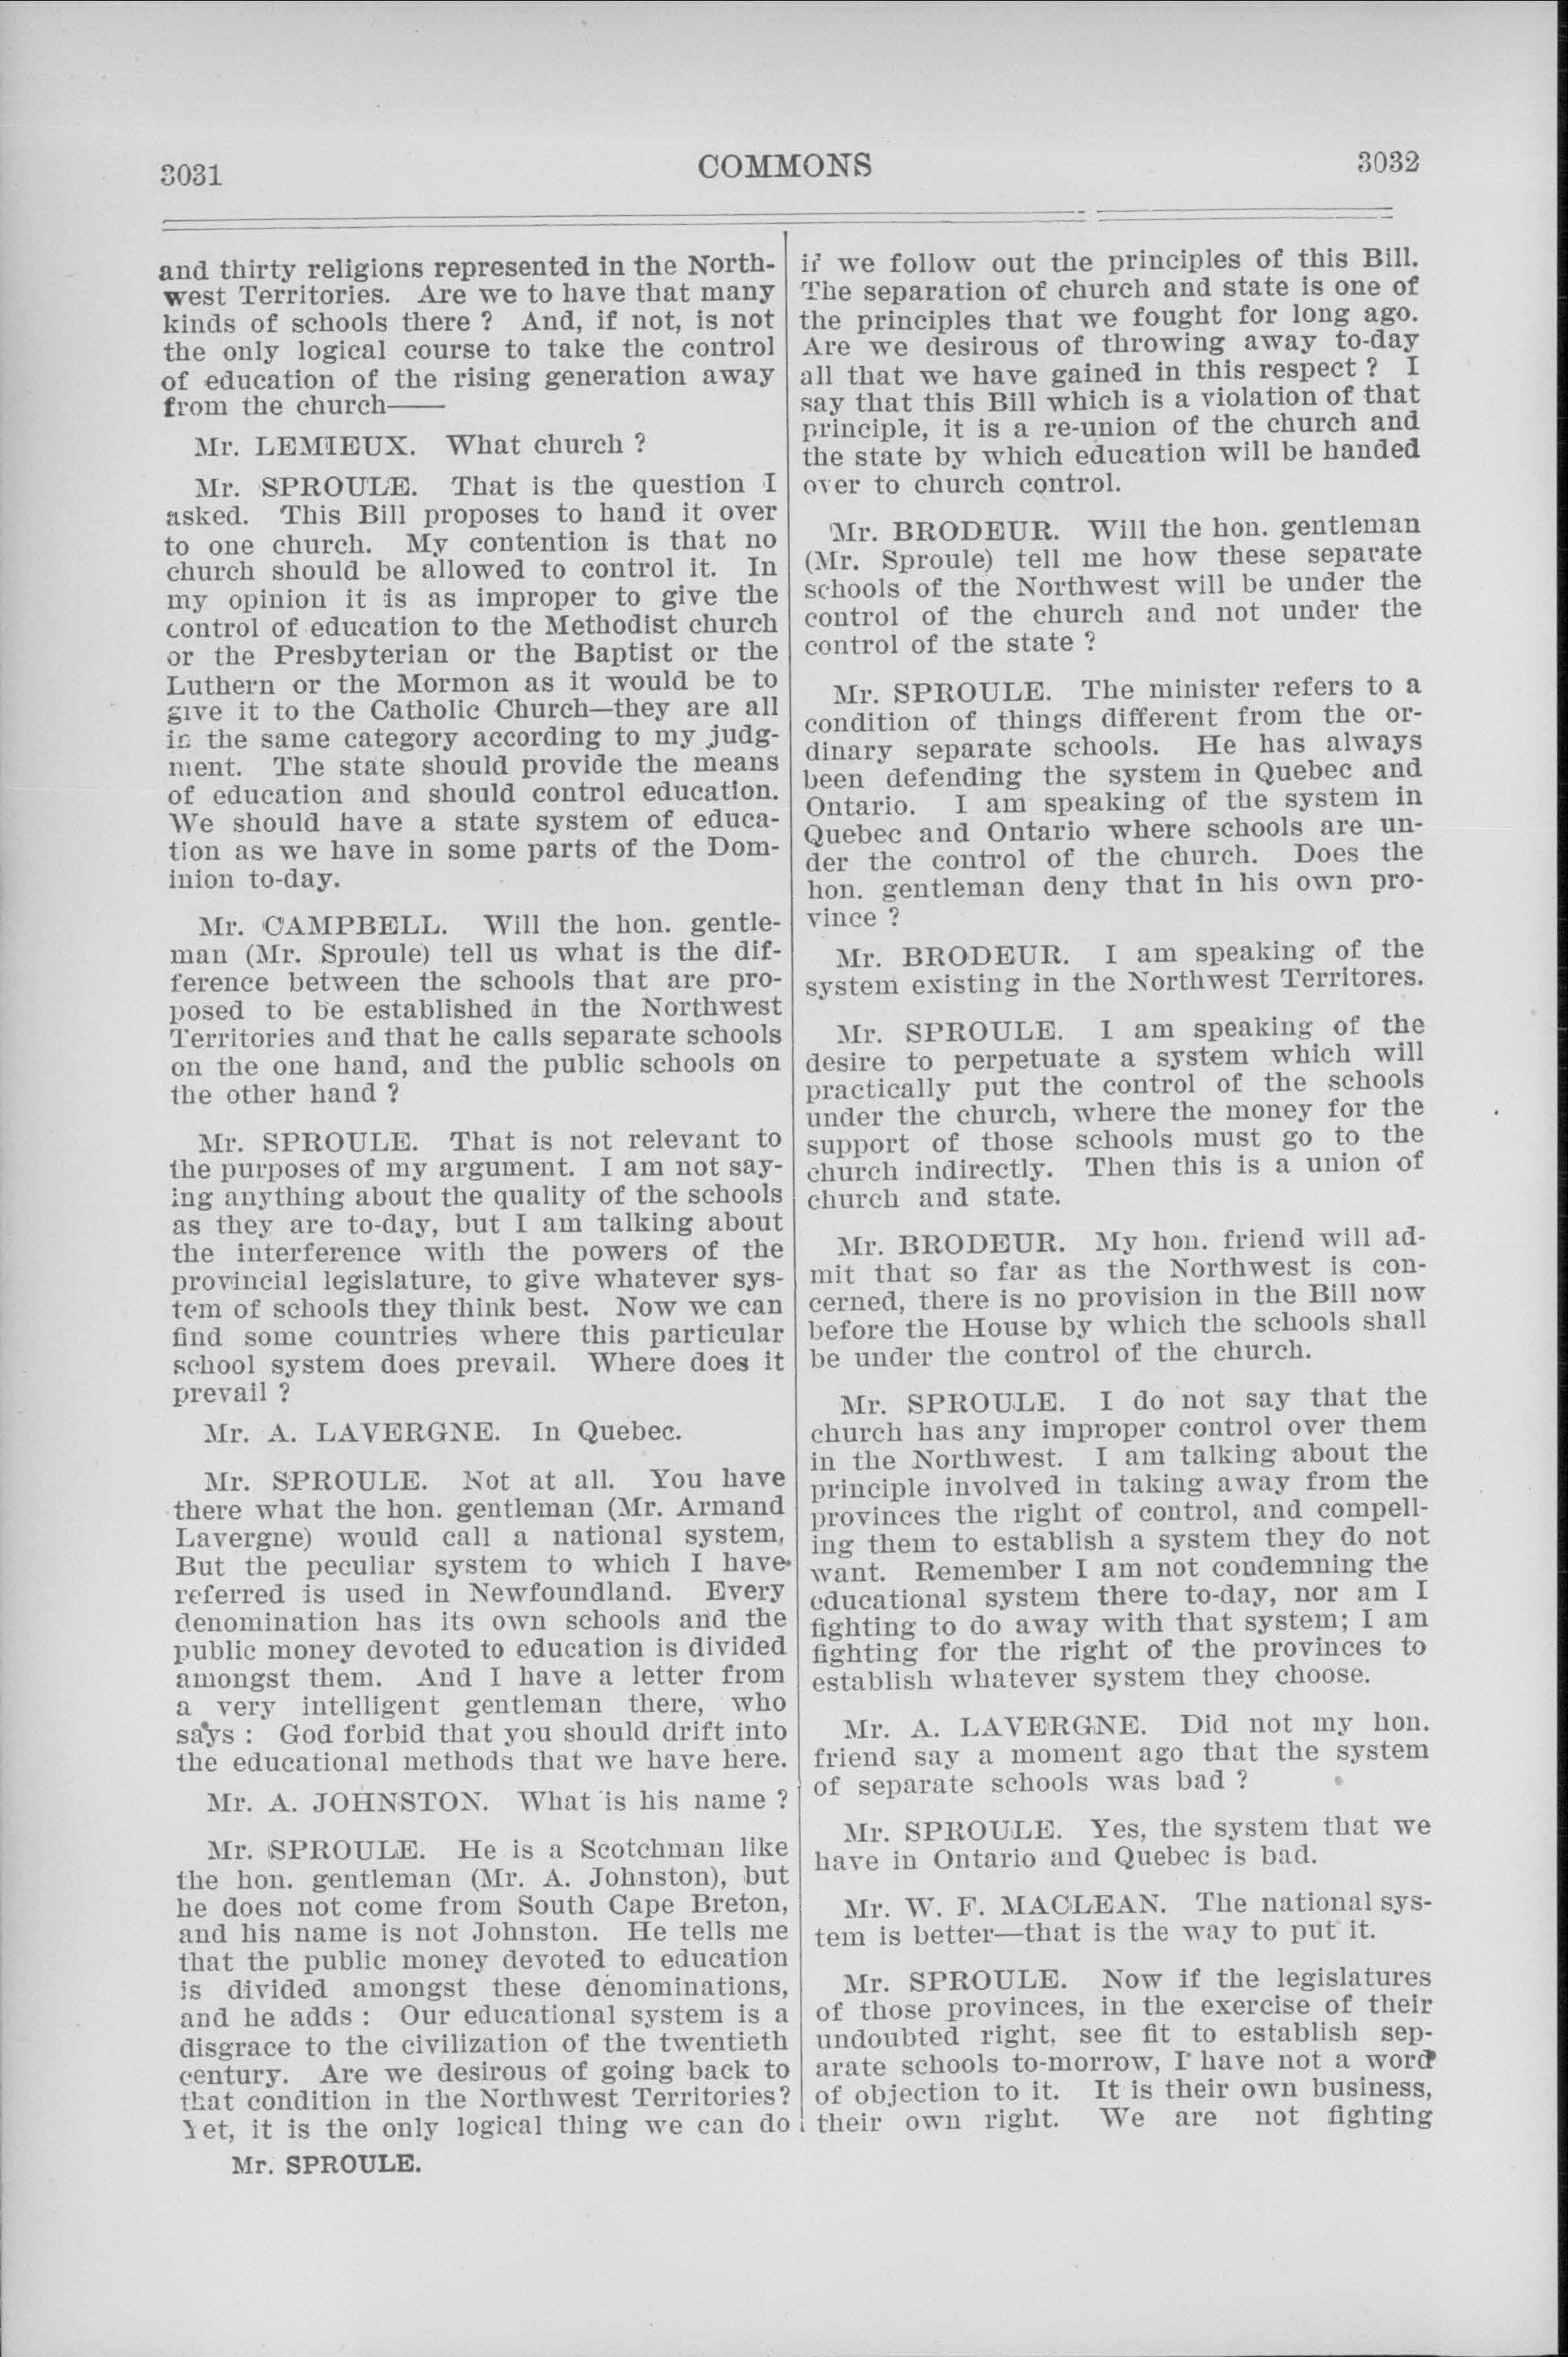 3031
COMMONS
3032
and thirty religions represented in the North-
west Territories. Are we to have that many
kinds of schools there ? And, if not, is not
the only logical course to take the control
of education of the rising generation away
from the church——
Mr. LEMIEUX. What church ?
Mr. SPROULE. That is the question I
asked. This Bill proposes to hand it over
to one church. My contention is that no
church should be allowed to control it. In
my opinion it is as improper to give the
control of education to the Methodist church
or the Presbyterian or the Baptist or the
Luthern or the Mormon as it would be to
give it to the Catholic Church—they are all
in the same category according to my judg-
ment. The state should provide the means
of education and should control education.
We should have a state system of educa-
tion as we have in some parts of the Dom-
inion to-day.
Mr. CAMPBELL. Will the hon. gentle-
man (Mr. Sproule) tell us what is the dif-
ference between the schools that are pro-
posed to be established in the Northwest
Territories and that he calls separate schools
on the one hand, and the public schools on
the other hand ?
Mr. SPROULE. That is not relevant to
the purposes of my argument. I am not say-
ing anything about the quality of the schools
as they are to-day, but I am talking about
the interference with the powers of the
provincial legislature, to give whatever sys-
tem of schools they think best. Now we can
find some countries where this particular
school system does prevail. Where does it
prevail ?
Mr. A. LAVERGNE. In Quebec.
Mr. SPROULE. Not at all. You have
there what the hon. gentleman (Mr. Armand
Lavergne) would call a national system,
But the peculiar system to which I have
referred is used in Newfoundland. Every
denomination has its own schools and the
public money devoted to education is divided
amongst them. And I have a letter from
a very intelligent gentleman there, who
says : God forbid that you should drift into
the educational methods that we have here.
Mr. A. JOHNSTON. What is his name ?
Mr. SPROULE. He is a Scotchman like
the hon. gentleman (Mr. A. Johnston), but
he does not come from South Cape Breton,
and his name is not Johnston. He tells me
that the public money devoted to education
is divided amongst these denominations,
and he adds : Our educational system is a
disgrace to the civilization of the twentieth
century. Are we desirous of going back to
that condition in the Northwest Territories?
Yet, it is the only logical thing we can do
Mr. SPROULE.
if we follow out the principles of this Bill.
The separation of church and state is one of
the principles that we fought for long ago.
Are we desirous of throwing away to-day
all that we have gained in this respect ? I
say that this Bill which is a violation of that
principle, it is a re-union of the church and
the state by which education will be handed
over to church control.
Mr. BRODEUR. Will the hon. gentleman
(Mr. Sproule) tell me how these separate
schools of the Northwest will be under the
control of the church and not under the
control of the state ?
Mr. SPROULE. The minister refers to a
condition of things different from the or-
dinary separate schools. He has always
been defending the system in Quebec and
Ontario. I am speaking of the system in
Quebec and Ontario where schools are un-
der the control of the church. Does the
hon. gentleman deny that in his own pro-
vince ?
Mr. BRODEUR. I am speaking of the
system existing in the Northwest Territores.
Mr. SPROULE. I am speaking of the
desire to perpetuate a system which will
practically put the control of the schools
under the church, where the money for the
support of those schools must go to the
church indirectly. Then this is a union of
church and state.
Mr. BRODEUR. My hon. friend will ad-
mit that so far as the Northwest is con-
cerned, there is no provision in the Bill now
before the House by which the schools shall
be under the control of the church.
Mr. SPROULE. I do not say that the
church has any improper control over them
in the Northwest. I am talking about the
principle involved in taking away from the
provinces the right of control, and compell-
ing them to establish a system they do not
want. Remember I am not condemning the
educational system there to-day, nor am I
fighting to do away with that system; I am
fighting for the right of the provinces to
establish whatever system they choose.
Mr. A. LAVERGNE. Did not my hon.
friend say a moment ago that the system
of separate schools was bad ?
Mr. SPROULE. Yes, the system that we
have in Ontario and Quebec is bad.
Mr. W. F. MACLEAN. The national sys-
tem is better—that is the way to put it.
Mr. SPROULE. Now if the legislatures
of those provinces, in the exercise of their
undoubted right, see fit to establish sep-
arate schools to-morrow, I have not a word
of objection to it. It is their own business,
their own right. We are not fighting